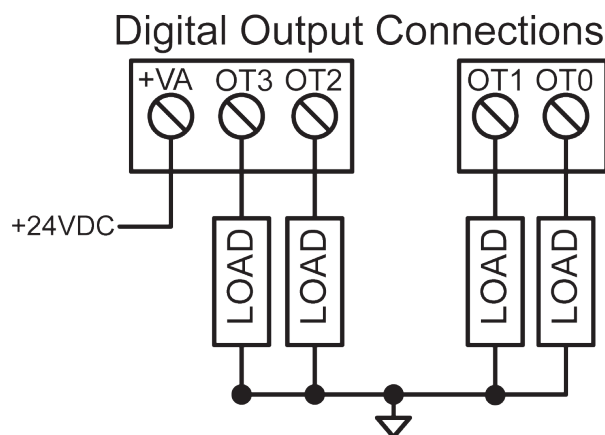 Digital Output Connections
+VA OT3 OT2 OT1 OT0
+24VDC
LOAD LOAD LOAD LOAD